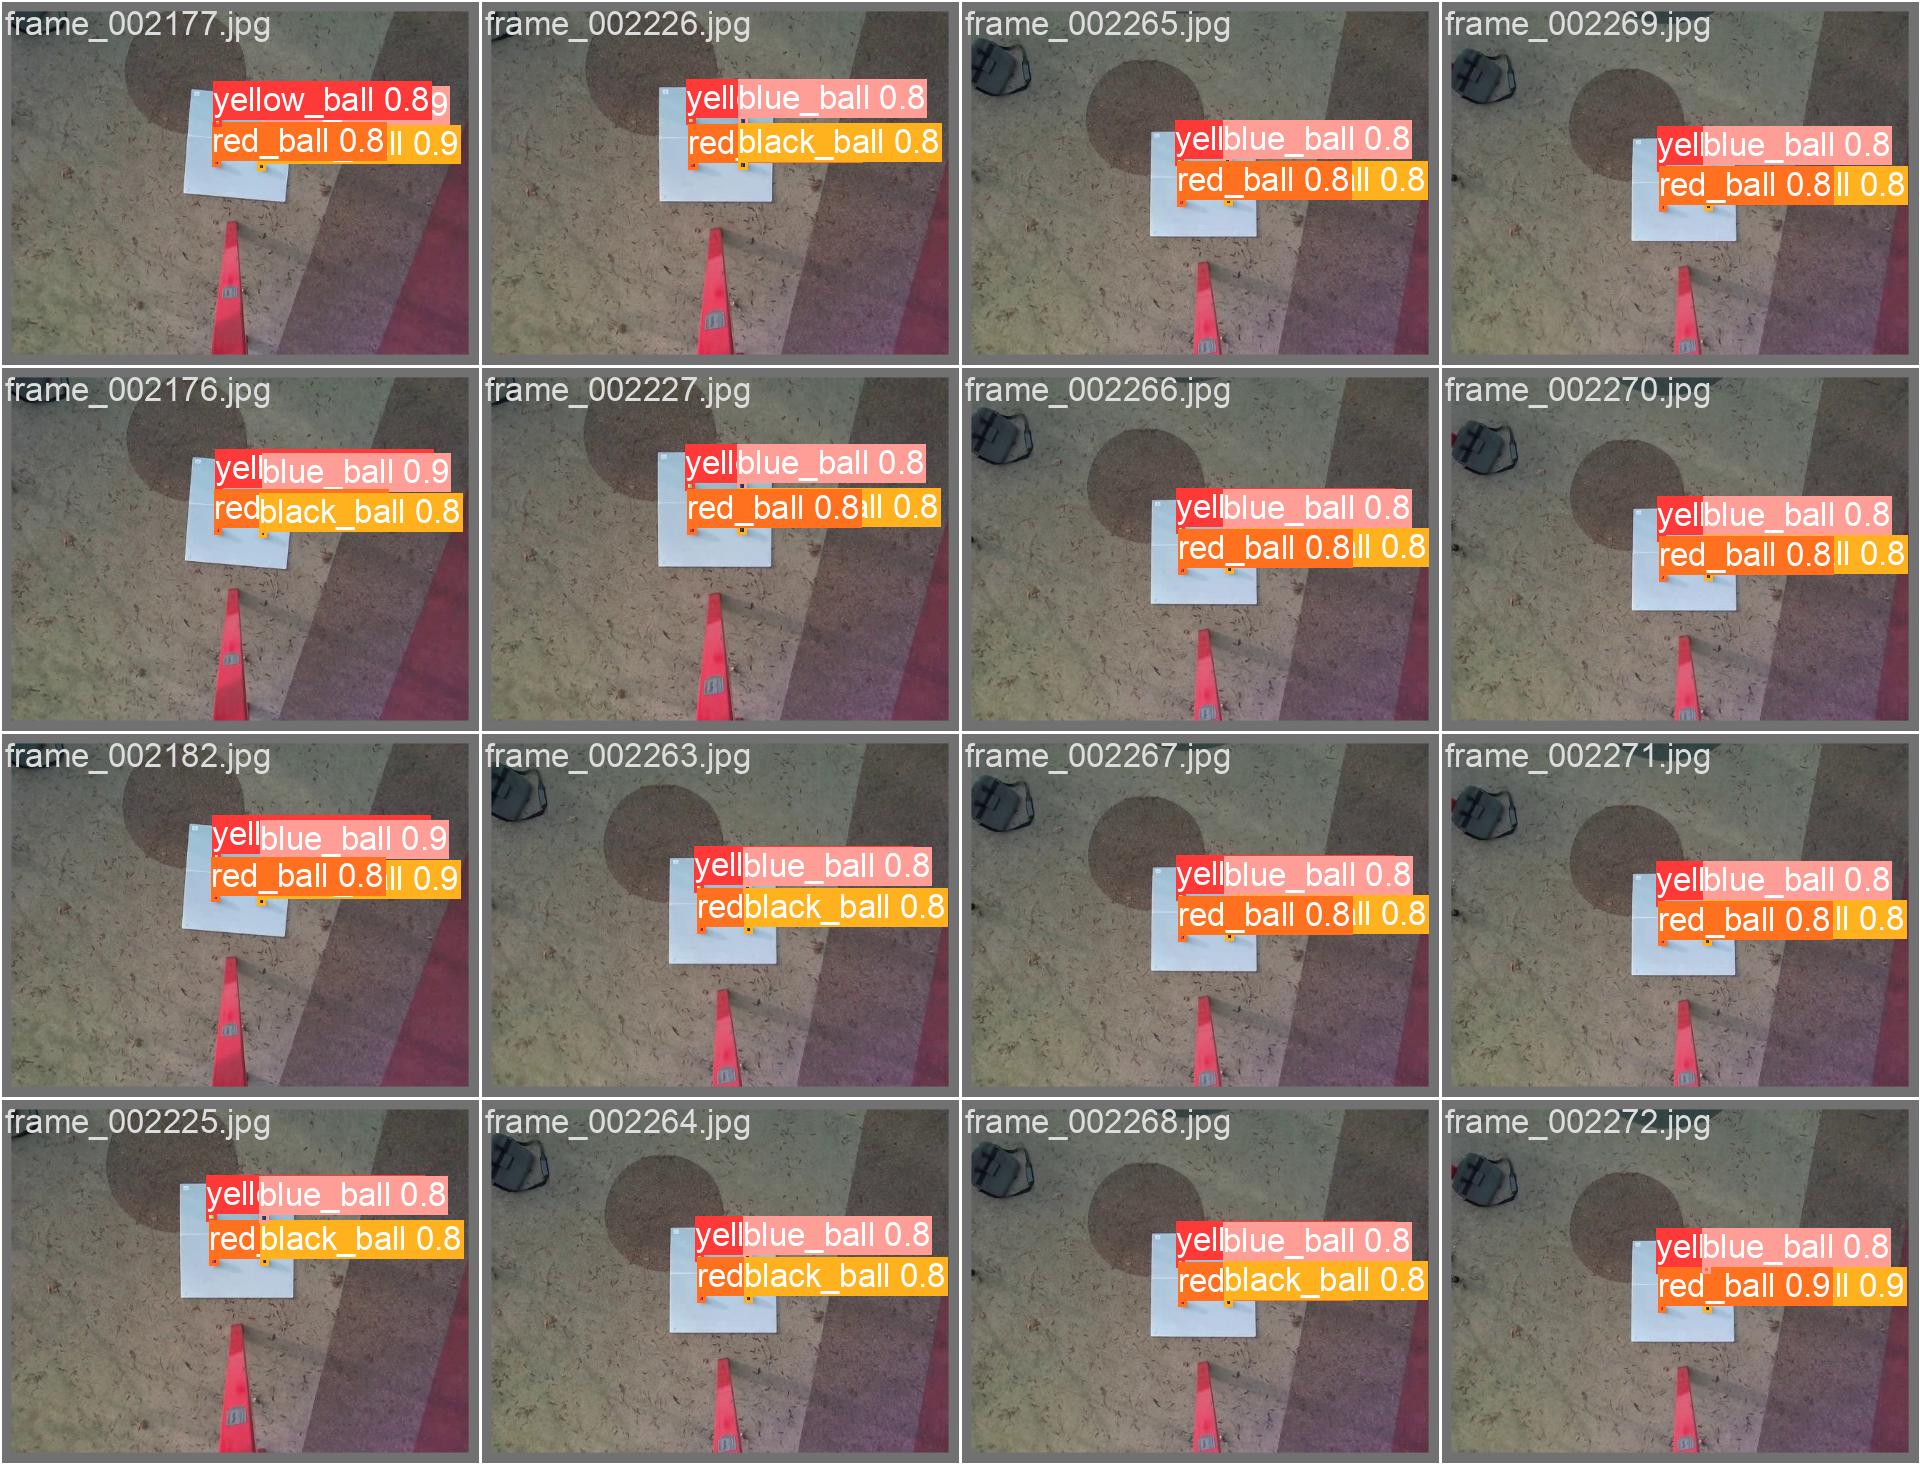 frame_002177.jpg
yellow_ball 0.8 9
red_ball 0.8 ll 0.9
frame_002226.jpg
yell blue_ball 0.8
red black_ball 0.8
frame_002265.jpg
yell blue_ball 0.8
red_ball 0.8 ll 0.8
frame_002269.jpg
yell blue_ball 0.8
red_ball 0.8 ll 0.8
frame_002176.jpg
yell blue_ball 0.9
red black_ball 0.8
frame_002227.jpg
yell blue_ball 0.8
red_ball 0.8 all 0.8
frame_002266.jpg
yell blue_ball 0.8
red_ball 0.8 ll 0.8
frame_002270.jpg
yell blue_ball 0.8
red_ball 0.8 ll 0.8
frame_002182.jpg
yell blue_ball 0.9
red_ball 0.8 ll 0.9
frame_002263.jpg
yell blue_ball 0.8
red black_ball 0.8
frame_002267.jpg
yell blue_ball 0.8
red_ball 0.8 ll 0.8
frame_002271.jpg
yell blue_ball 0.8
red_ball 0.8 ll 0.8
frame_002225.jpg
yell blue_ball 0.8
red_ black_ball 0.8
frame_002264.jpg
yell blue_ball 0.8
red black_ball 0.8
frame_002268.jpg
yell blue_ball 0.8
red black_ball 0.8
frame_002272.jpg
yell blue_ball 0.8
red_ball 0.9 ll 0.9